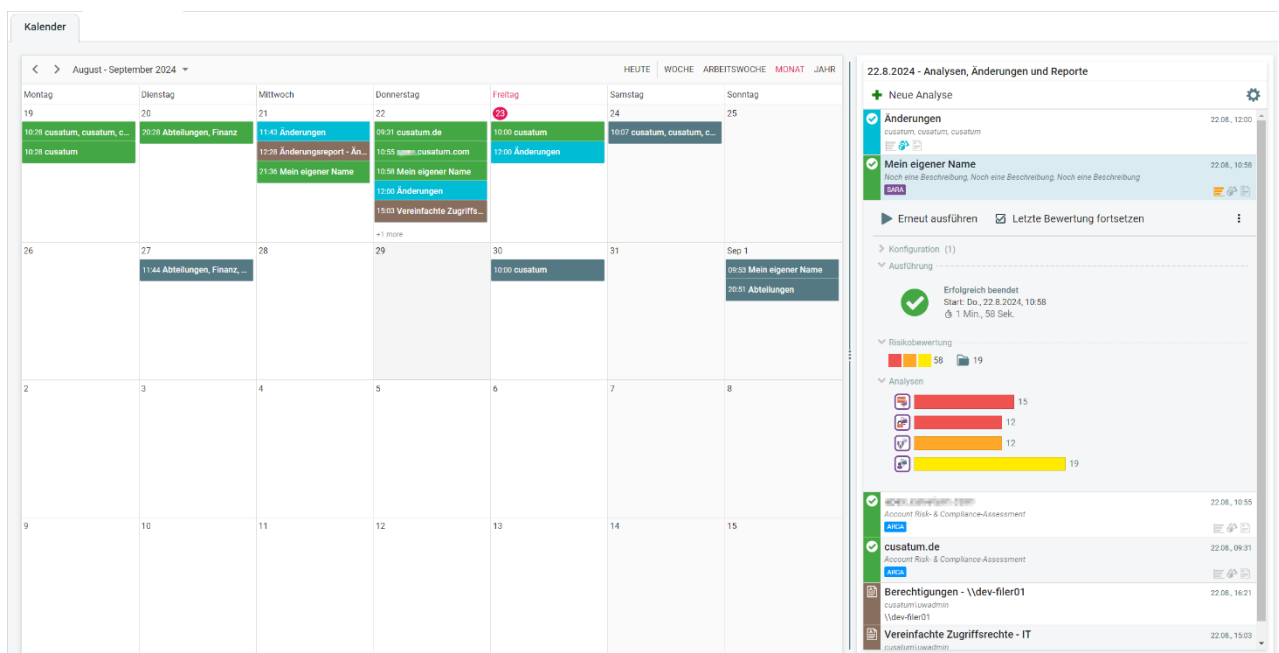 Kalender
August - September 2024
HEUTE WOCHE ARBEITSWOCHE MONAT JAHR
Montag Dienstag Mittwoch Donnerstag Freitag Samstag Sonntag
19 20 21 22 23 24 25
10:28 cusatum, cusatum, c... 20:28 Abteilungen, Finanz 11:43 Änderungen 09:31 cusatum.de 10:00 cusatum 10:07 cusatum, cusatum, c...
10:28 cusatum 12:28 Änderungsreport - Än... 10:55 .cusatum.com 12:00 Änderungen
21:36 Mein eigener Name 10:58 Mein eigener Name
12:00 Änderungen
15:03 Vereinfachte Zugriffs...
+1 more
26 27 28 29 30 31 Sep 1
11:44 Abteilungen, Finanz, ... 10:00 cusatum 09:53 Mein eigener Name
20:51 Abteilungen
2 3 4 5 6 7 8
9 10 11 12 13 14 15
22.8.2024 - Analysen, Änderungen und Reporte
Neue Analyse
Änderungen 22.08., 12:00
cusatum, cusatum, cusatum
Mein eigener Name 22.08., 10:58
Noch eine Beschreibung, Noch eine Beschreibung, Noch eine Beschreibung
SARA
Erneut ausführen Letzte Bewertung fortsetzen
Konfiguration (1)
Ausführung
Erfolgreich beendet
Start: Do., 22.8.2024, 10:58
1 Min., 58 Sek.
Risikobewertung
58 19
Analysen
15
12
12
19
22.08., 10:55
Account Risk- & Compliance-Assessment
ARCA
cusatum.de 22.08., 09:31
Account Risk- & Compliance-Assessment
ARCA
Berechtigungen - \\dev-filer01 22.08., 16:21
cusatum\uwadmin
\\dev-filer01
Vereinfachte Zugriffsrechte - IT 22.08., 15:03
cusatum\uwadmin